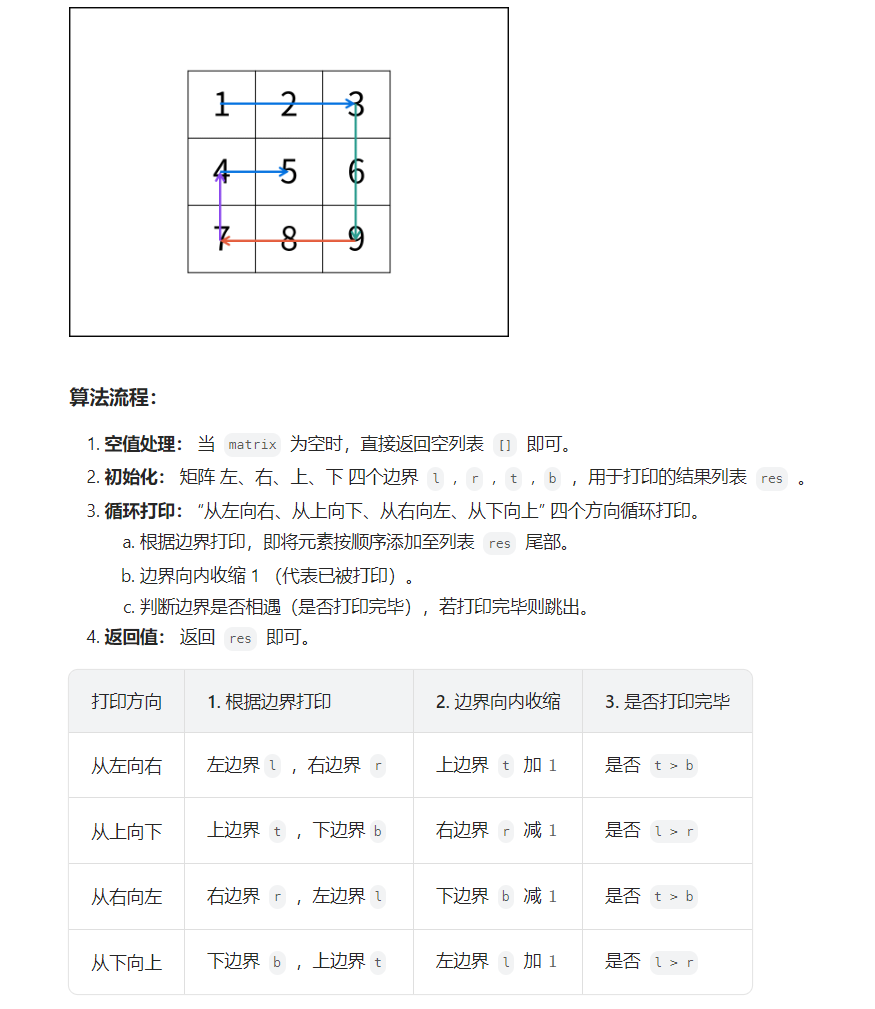 1 2 3
4 5 6
7 8 9
算法流程：
1. 空值处理： 当 matrix 为空时，直接返回空列表 [] 即可。
2. 初始化： 矩阵 左、右、上、下 四个边界 l , r , t , b ，用于打印的结果列表 res 。
3. 循环打印： “从左向右、从上向下、从右向左、从下向上” 四个方向循环打印。
a. 根据边界打印，即将元素按顺序添加至列表 res 尾部。
b. 边界向内收缩 1 （代表已被打印）。
c. 判断边界是否相遇（是否打印完毕），若打印完毕则跳出。
4. 返回值： 返回 res 即可。
打印方向 1. 根据边界打印 2. 边界向内收缩 3. 是否打印完毕
从左向右 左边界 l ，右边界 r 上边界 t 加 1 是否 t > b
从上向下 上边界 t ，下边界 b 右边界 r 减 1 是否 l > r
从右向左 右边界 r ，左边界 l 下边界 b 减 1 是否 t > b
从下向上 下边界 b ，上边界 t 左边界 l 加 1 是否 l > r